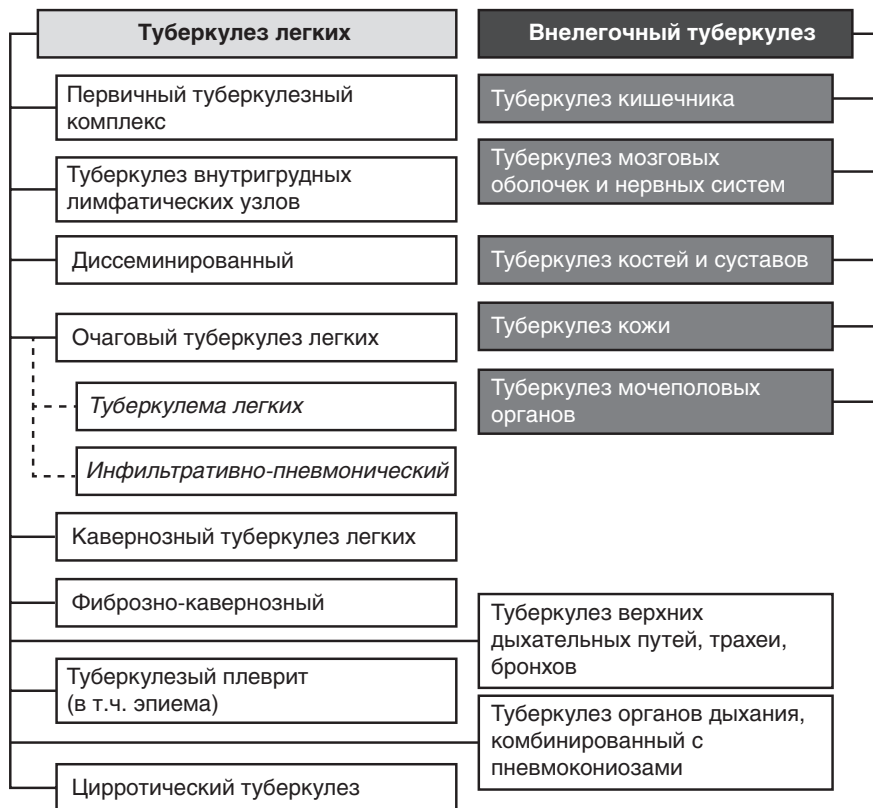 Туберкулез легких
Первичный туберкулезный
комплекс
Туберкулез внутригрудных
лимфатических узлов
Диссеминированный
Очаговый туберкулез легких
Туберкулема легких
Инфильтративно-пневмонический
Кавернозный туберкулез легких
Фиброзно-кавернозный
Туберкулезый плеврит
(в т.ч. эпиема)
Цирротический туберкулез
Внелегочный туберкулез
Туберкулез кишечника
Туберкулез мозговых
оболочек и нервных систем
Туберкулез костей и суставов
Туберкулез кожи
Туберкулез мочеполовых
органов
Туберкулез верхних
дыхательных путей, трахеи,
бронхов
Туберкулез органов дыхания,
комбинированный с
пневмокониозами